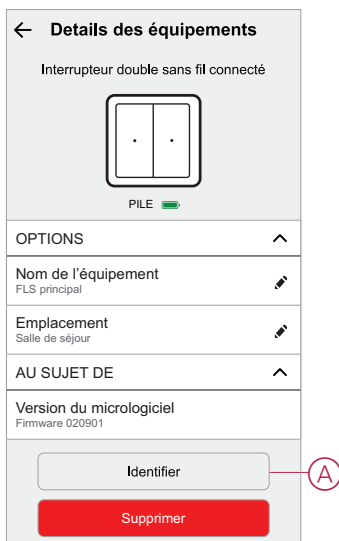 Details des équipements
Interrupteur double sans fil connecté
PILE
OPTIONS
Nom de l'équipement
FLS principal
Emplacement
Salle de séjour
AU SUJET DE
Version du micrologiciel
Firmware 020901
Identifier
A
Supprimer